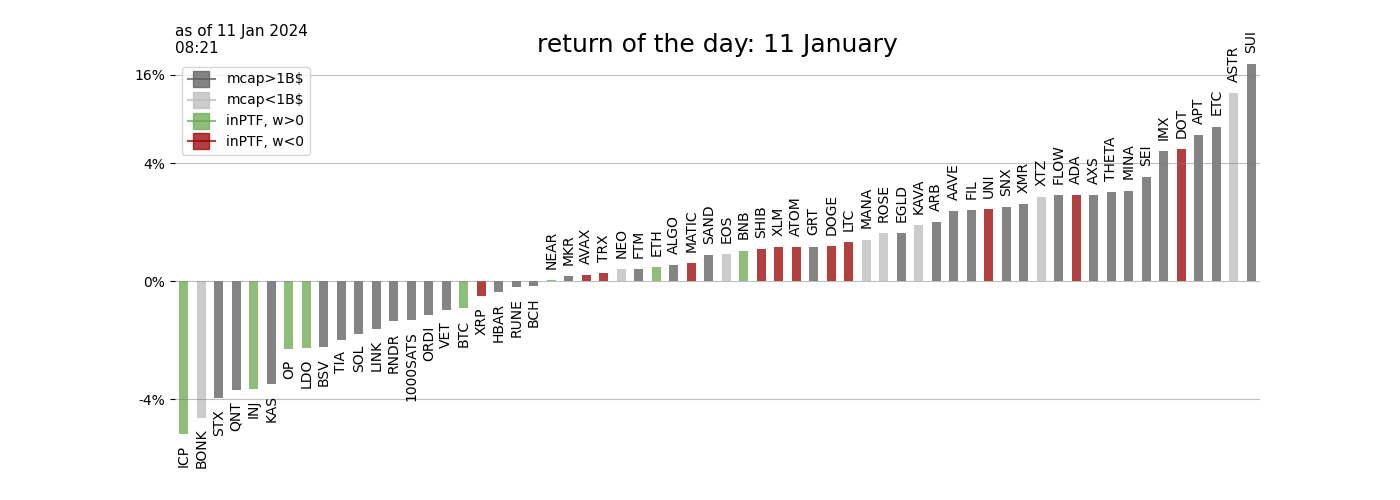 as of 11 Jan 2024
08:21
return of the day: 11 January
mcap>1B$
mcap<1B$
inPTF, w>0
inPTF, w<0
16%
4%
0%
-4%
ICP
BONK
STX
QNT
INJ
KAS
OP
LDO
BSV
TIA
SOL
LINK
RNDR
1000SATS
ORDI
VET
BTC
XRP
HBAR
RUNE
BCH
NEAR
MKR
AVAX
TRX
NEO
FTM
ETH
ALGO
MATIC
SAND
EOS
BNB
SHIB
XLM
ATOM
GRT
DOGE
LTC
MANA
ROSE
EGLD
KAVA
ARB
AAVE
FIL
UNI
SNX
XMR
XTZ
FLOW
ADA
AXS
THETA
MINA
SEI
IMX
DOT
APT
ETC
ASTR
SUI